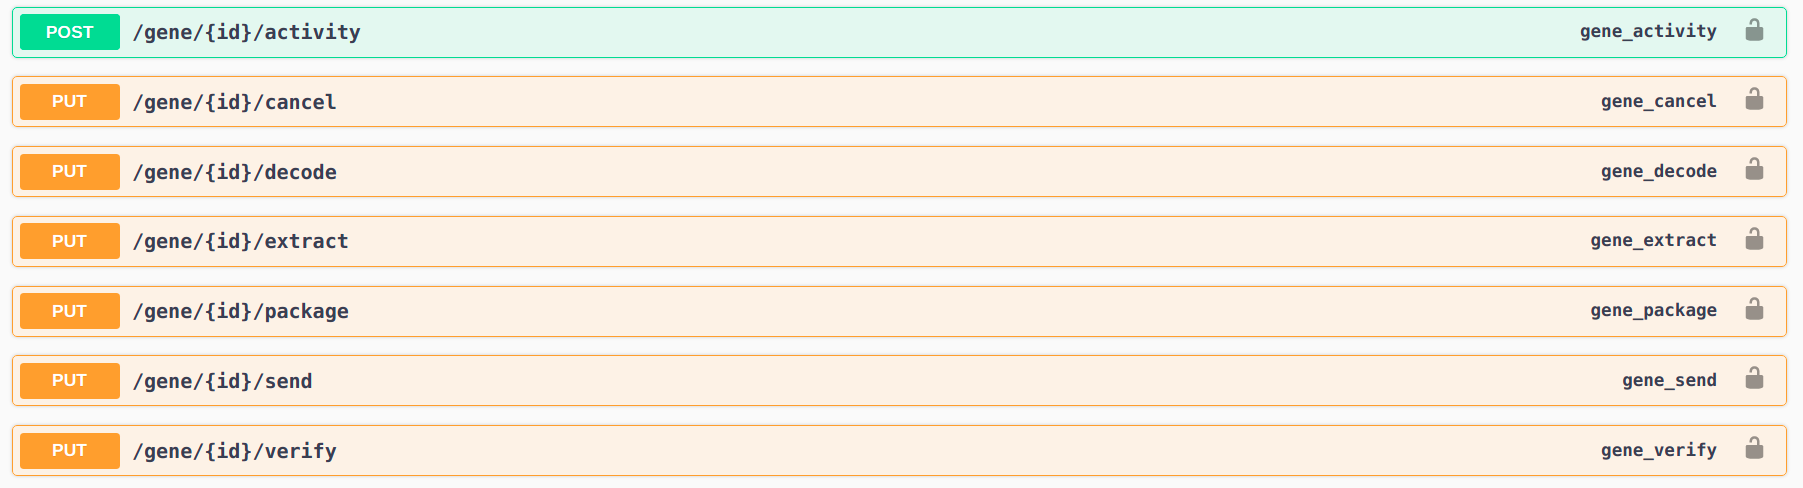 POST /gene/{id}/activity gene_activity
PUT /gene/{id}/cancel gene_cancel
PUT /gene/{id}/decode gene_decode
PUT /gene/{id}/extract gene_extract
PUT /gene/{id}/package gene_package
PUT /gene/{id}/send gene_send
PUT /gene/{id}/verify gene_verify